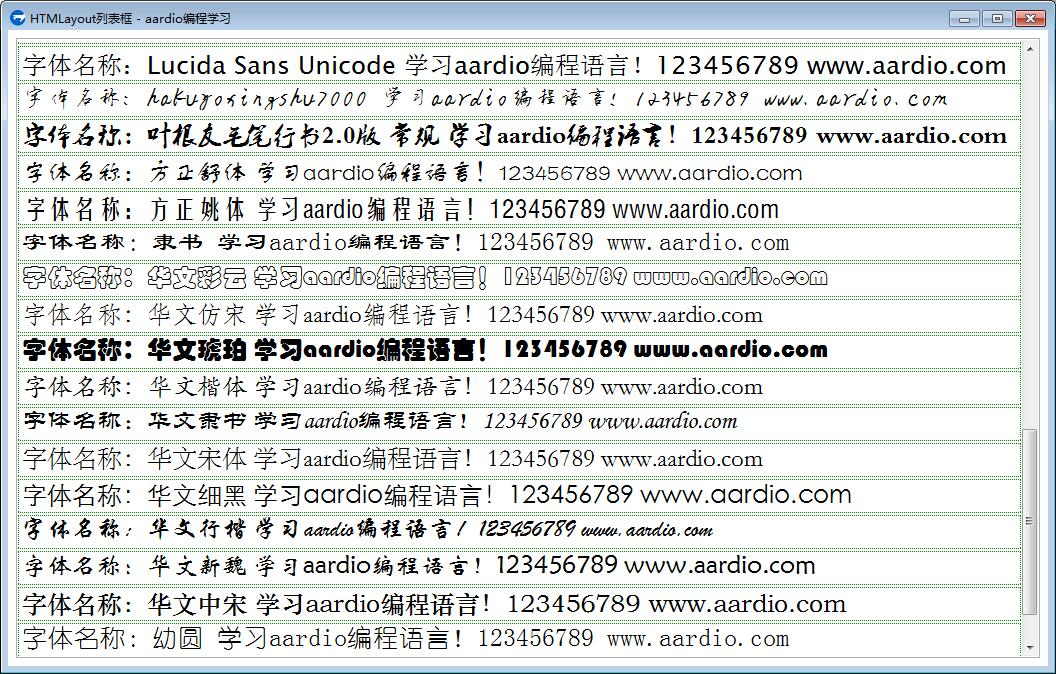 HTMLayout列表框 - aardio编程学习
字体名称：Lucida Sans Unicode 学习aardio编程语言！123456789 www.aardio.com
字体名称：hakuyoxingshu7000 学习aardio编程语言！123456789 www.aardio.com
字体名称：叶根友毛笔行书2.0版 常规 学习aardio编程语言！123456789 www.aardio.com
字体名称：方正舒体 学习aardio编程语言！123456789 www.aardio.com
字体名称：方正姚体 学习aardio编程语言！123456789 www.aardio.com
字体名称：隶书 学习aardio编程语言！123456789 www.aardio.com
字体名称：华文彩云 学习aardio编程语言！123456789 www.aardio.com
字体名称：华文仿宋 学习aardio编程语言！123456789 www.aardio.com
字体名称：华文琥珀 学习aardio编程语言！123456789 www.aardio.com
字体名称：华文楷体 学习aardio编程语言！123456789 www.aardio.com
字体名称：华文隶书 学习aardio编程语言！123456789 www.aardio.com
字体名称：华文宋体 学习aardio编程语言！123456789 www.aardio.com
字体名称：华文细黑 学习aardio编程语言！123456789 www.aardio.com
字体名称：华文行楷 学习aardio编程语言！123456789 www.aardio.com
字体名称：华文新魏 学习aardio编程语言！123456789 www.aardio.com
字体名称：华文中宋 学习aardio编程语言！123456789 www.aardio.com
字体名称：幼圆 学习aardio编程语言！123456789 www.aardio.com